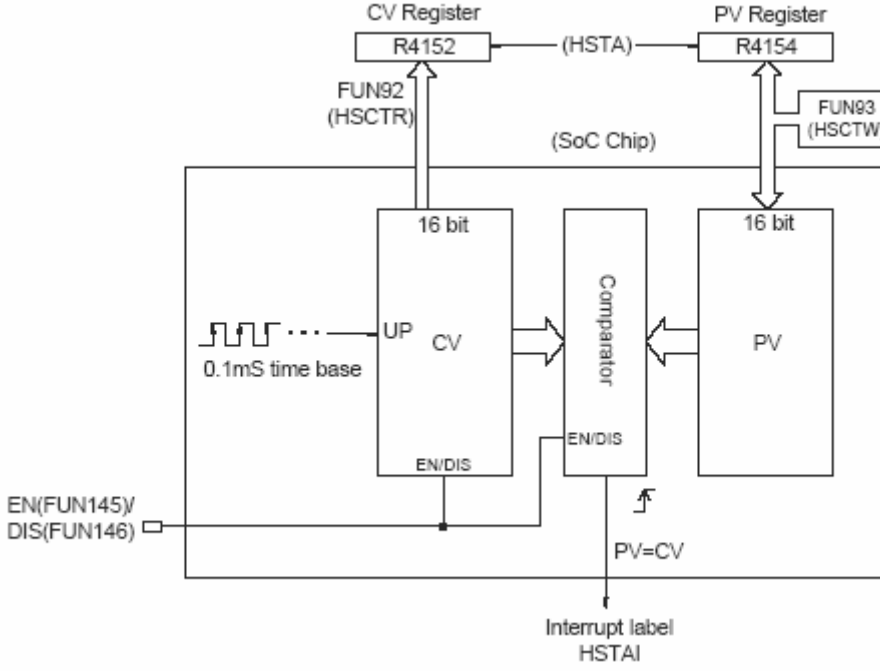 CV Register
PV Register
R4152
(HSTA)
R4154
FUN92
(HSCTR)
FUN93
(HSCTW
(SoC Chip)
16 bit
16 bit
Comparator
UP
CV
PV
0.1mS time base
EN/DIS
EN/DIS
EN(FUN145)/
DIS(FUN146)
PV=CV
Interrupt label
HSTAI